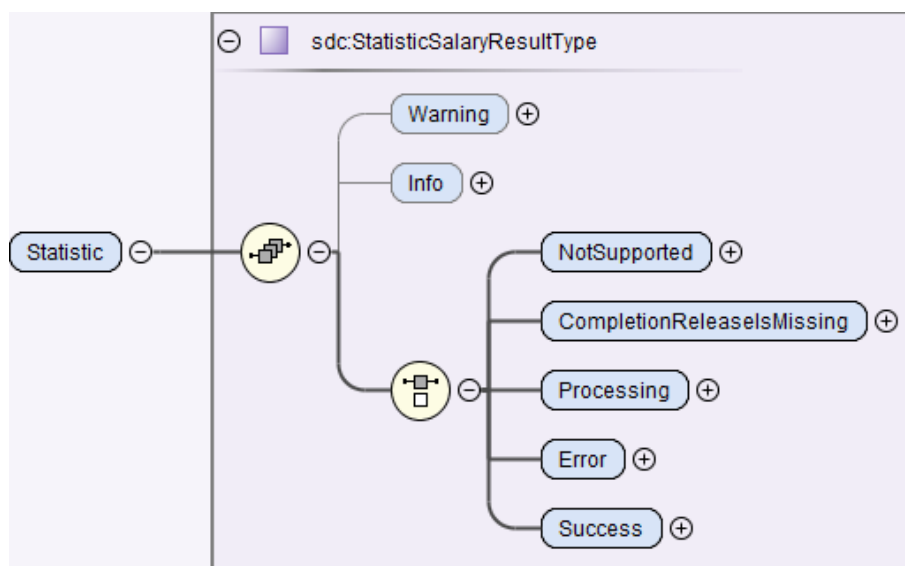 sdc:StatisticSalaryResultType
Warning
Info
Statistic
NotSupported
CompletionReleaseIsMissing
Processing
Error
Success